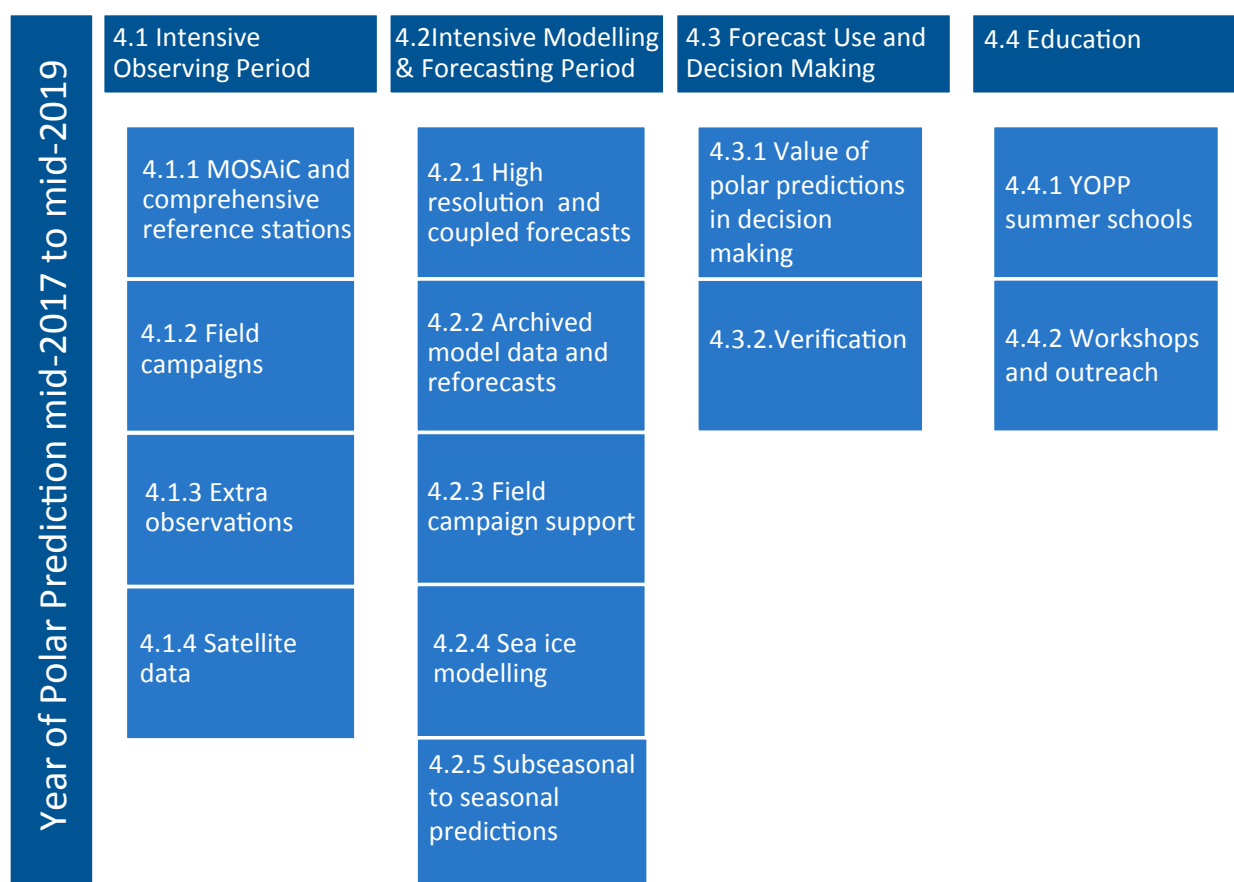 Year of Polar Prediction mid-2017 to mid-2019
4.1 Intensive
Observing Period
4.1.1 MOSAiC and
comprehensive
reference stations
4.1.2 Field
campaigns
4.1.3 Extra
observations
4.1.4 Satellite
data
4.2Intensive Modelling
& Forecasting Period
4.2.1 High
resolution and
coupled forecasts
4.2.2 Archived
model data and
reforecasts
4.2.3 Field
campaign support
4.2.4 Sea ice
modelling
4.2.5 Subseasonal
to seasonal
predictions
4.3 Forecast Use and
Decision Making
4.3.1 Value of
polar predictions
in decision
making
4.3.2.Verification
4.4 Education
4.4.1 YOPP
summer schools
4.4.2 Workshops
and outreach